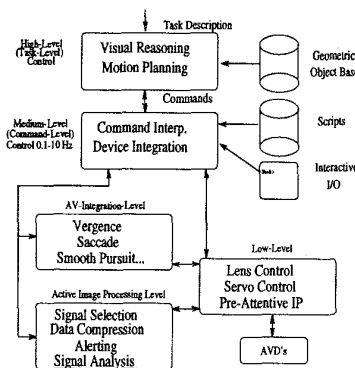 Task Description
High-Level
(Task-Level)
Control
Visual Reasoning
Motion Planning
Geometric
Object Base
Commands
Medium-Level
(Command-Level)
Control 0.1-10 Hz
Command Interp.
Device Integration
Scripts
Interactive
I/O
AV-Integration-Level
Vergence
Saccade
Smooth Pursuit...
Low-Level
Lens Control
Servo Control
Pre-Attentive IP
Active Image Processing Level
Signal Selection
Data Compression
Alerting
Signal Analysis
AVD's